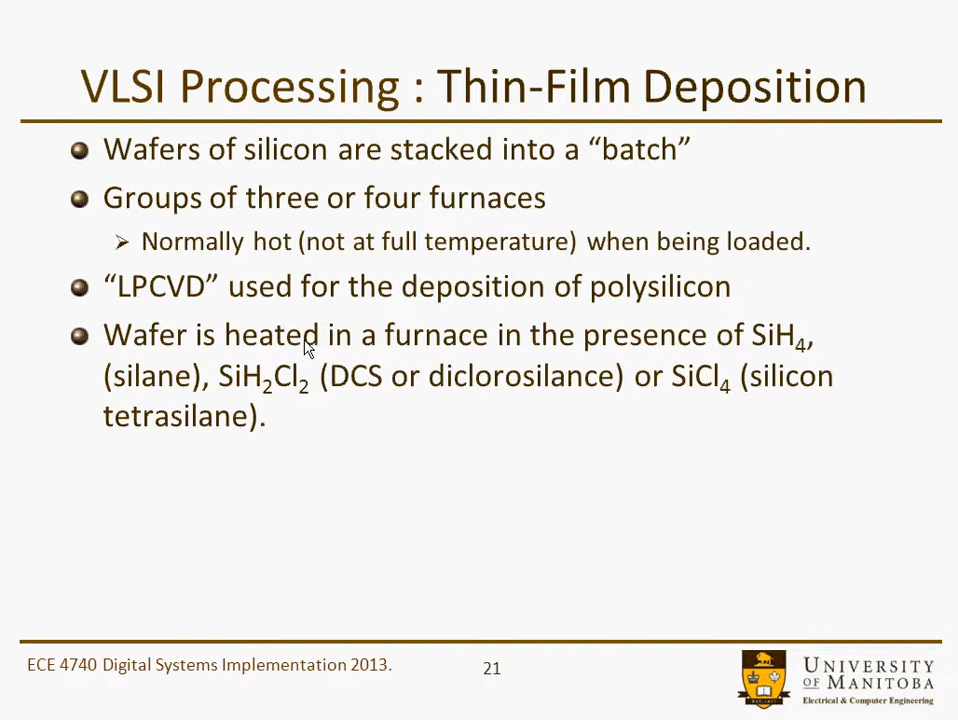 VLSI Processing : Thin-Film Deposition
Wafers of silicon are stacked into a “batch”
Groups of three or four furnaces
Normally hot (not at full temperature) when being loaded.
“LPCVD” used for the deposition of polysilicon
Wafer is heated in a furnace in the presence of SiH₄,
(silane), SiH₂Cl₂ (DCS or diclorosilance) or SiCl₄ (silicon
tetrasilane).
ECE 4740 Digital Systems Implementation 2013.
21
UNIVERSITY
OF MANITOBA
Electrical & Computer Engineering